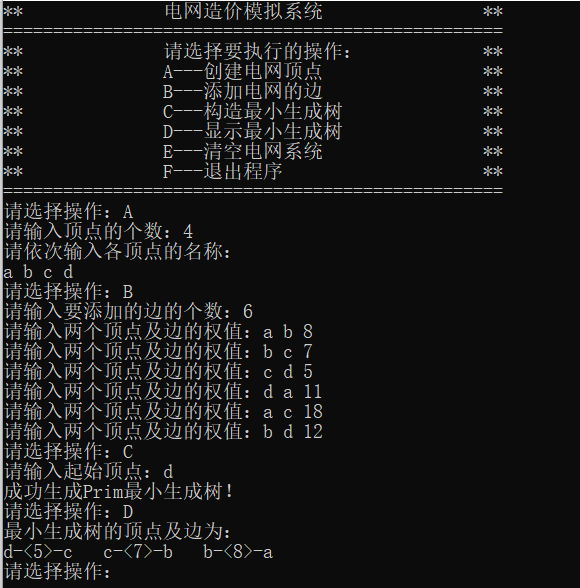 ** 电网造价模拟系统 **
==================================================
** 请选择要执行的操作: **
** A---创建电网顶点 **
** B---添加电网的边 **
** C---构造最小生成树 **
** D---显示最小生成树 **
** E---清空电网系统 **
** F---退出程序 **
==================================================
请选择操作: A
请输入顶点的个数: 4
请依次输入各顶点的名称:
a b c d
请选择操作: B
请输入要添加的边的个数: 6
请输入两个顶点及边的权值: a b 8
请输入两个顶点及边的权值: b c 7
请输入两个顶点及边的权值: c d 5
请输入两个顶点及边的权值: d a 11
请输入两个顶点及边的权值: a c 18
请输入两个顶点及边的权值: b d 12
请选择操作: C
请输入起始顶点: d
成功生成Prim最小生成树!
请选择操作: D
最小生成树的顶点及边为:
d-<5>-c c-<7>-b b-<8>-a
请选择操作: